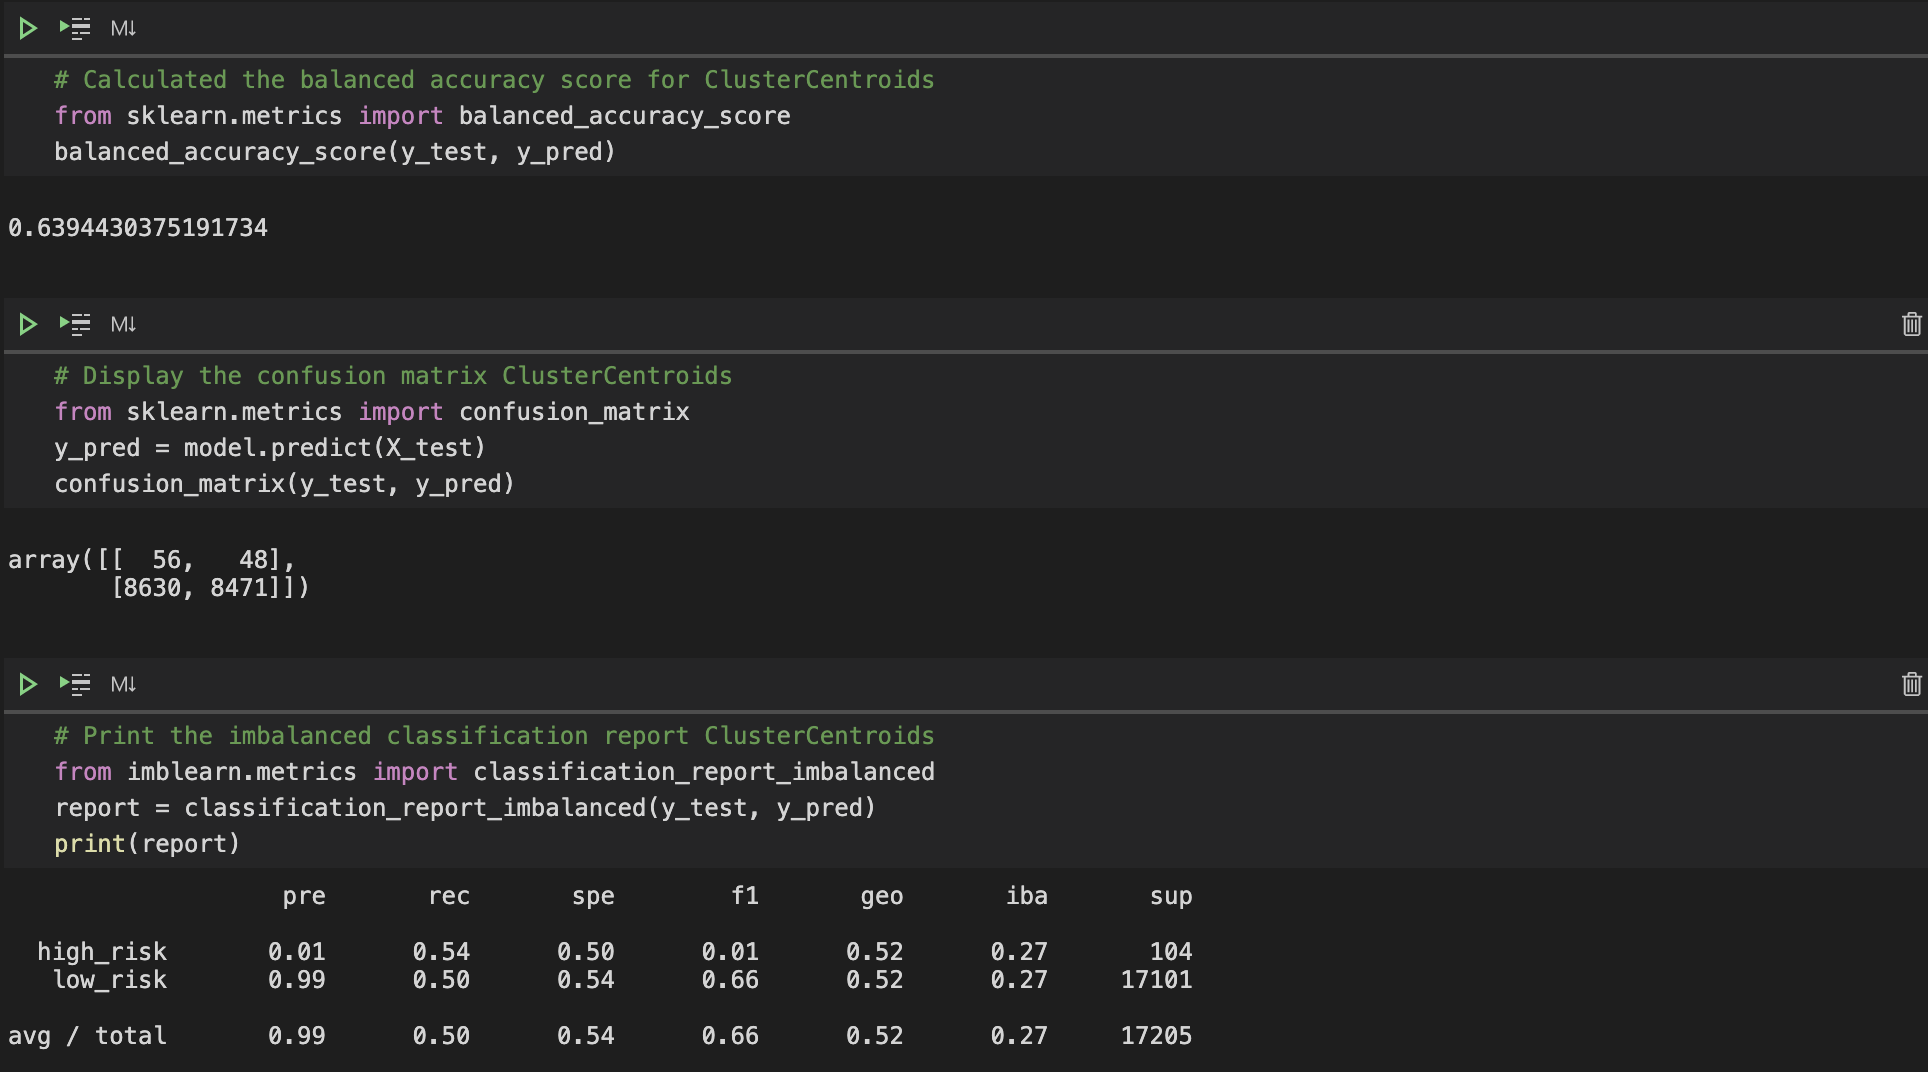 M↓
# Calculated the balanced accuracy score for ClusterCentroids
from sklearn.metrics import balanced_accuracy_score
balanced_accuracy_score(y_test, y_pred)
0.6394430375191734
M↓
# Display the confusion matrix ClusterCentroids
from sklearn.metrics import confusion_matrix
y_pred = model.predict(X_test)
confusion_matrix(y_test, y_pred)
array([[  56,   48],
       [8630, 8471]])
M↓
# Print the imbalanced classification report ClusterCentroids
from imblearn.metrics import classification_report_imbalanced
report = classification_report_imbalanced(y_test, y_pred)
print(report)
pre rec spe f1 geo iba sup
high_risk 0.01 0.54 0.50 0.01 0.52 0.27 104
low_risk 0.99 0.50 0.54 0.66 0.52 0.27 17101
avg / total 0.99 0.50 0.54 0.66 0.52 0.27 17205